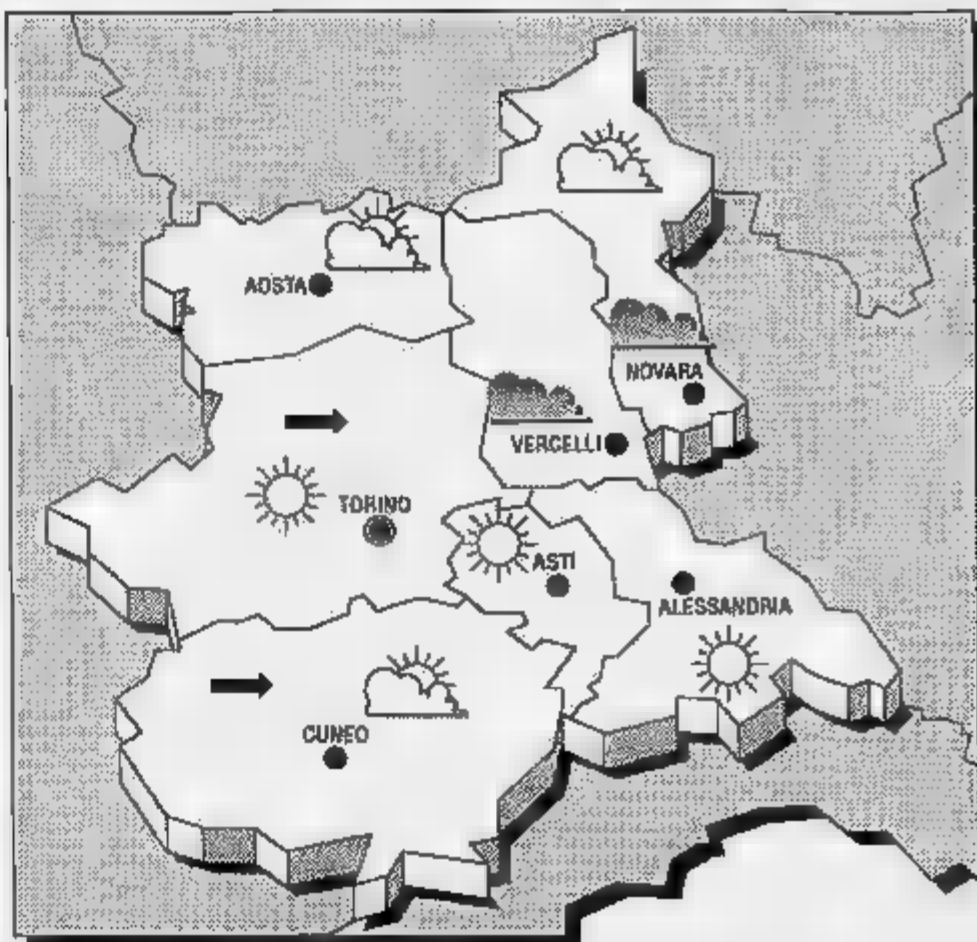 AOSTA
NOVARA
VERCELLI
TORINO
ASTI
ALESSANDRIA
CUNEO